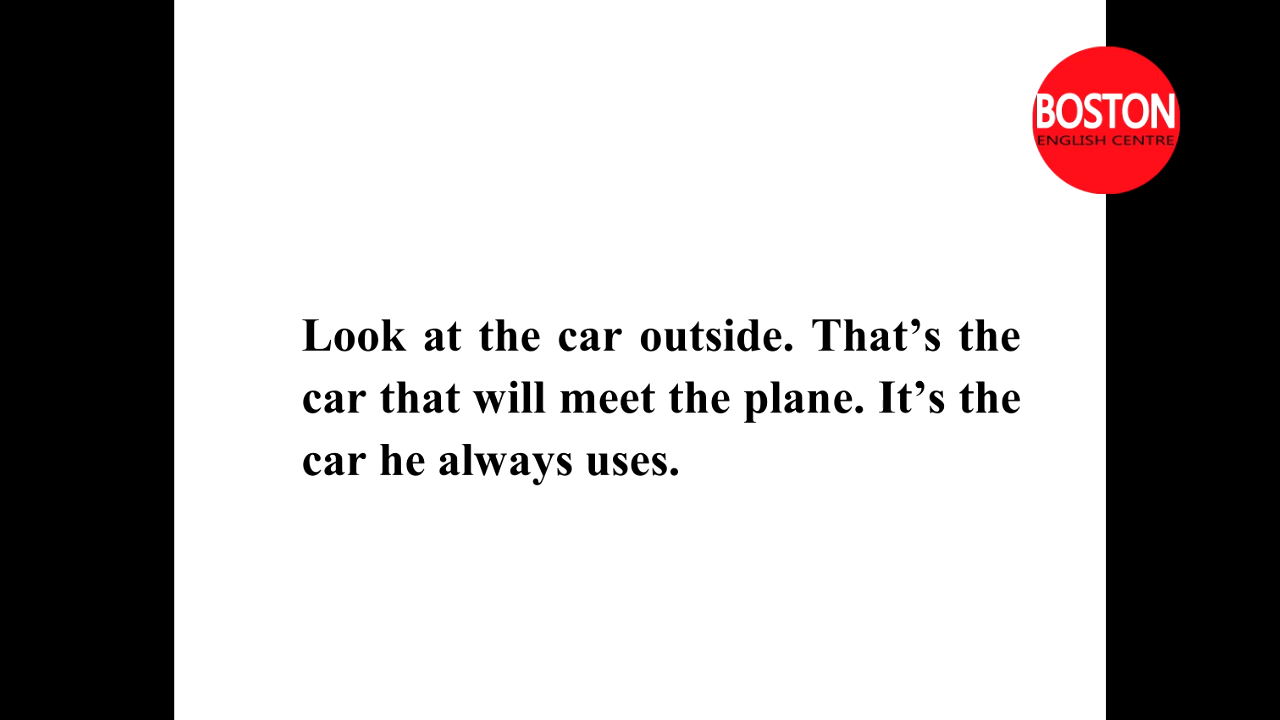 BOSTON
ENGLISH CENTRE
Look at the car outside. That’s the
car that will meet the plane. It’s the
car he always uses.